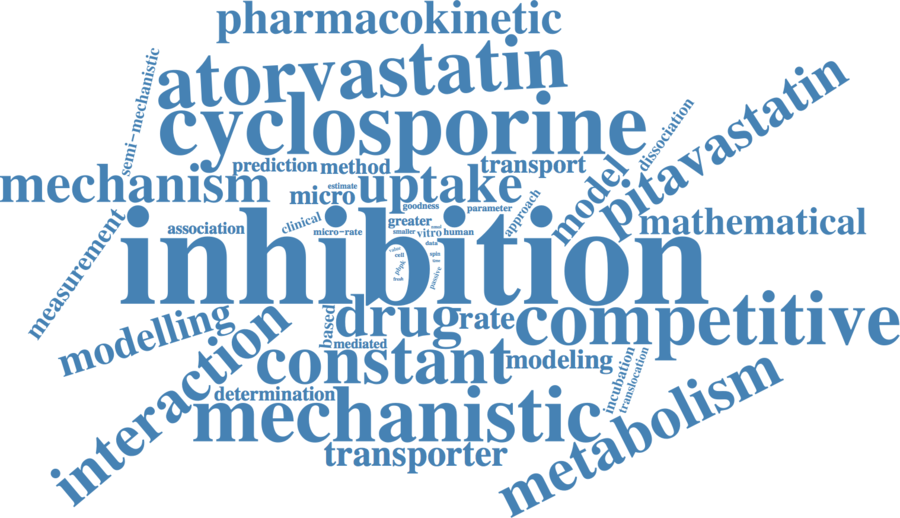 pharmacokinetic
atorvastatin
semi-mechanistic
cyclosporine
pitavastatin
dissociation
prediction method
transport
mechanism
micro
estimate
uptake
model
goodness
parameter
approach
measurement
association
clinical
greater
mathematical
micro-rate
smaller
vitro
human
inhibition
data
cell
spin
passive
modelling
interaction
based
drug
rate
competitive
mediated
constant
modeling
incubation
translocation
determination
mechanistic
metabolism
transporter